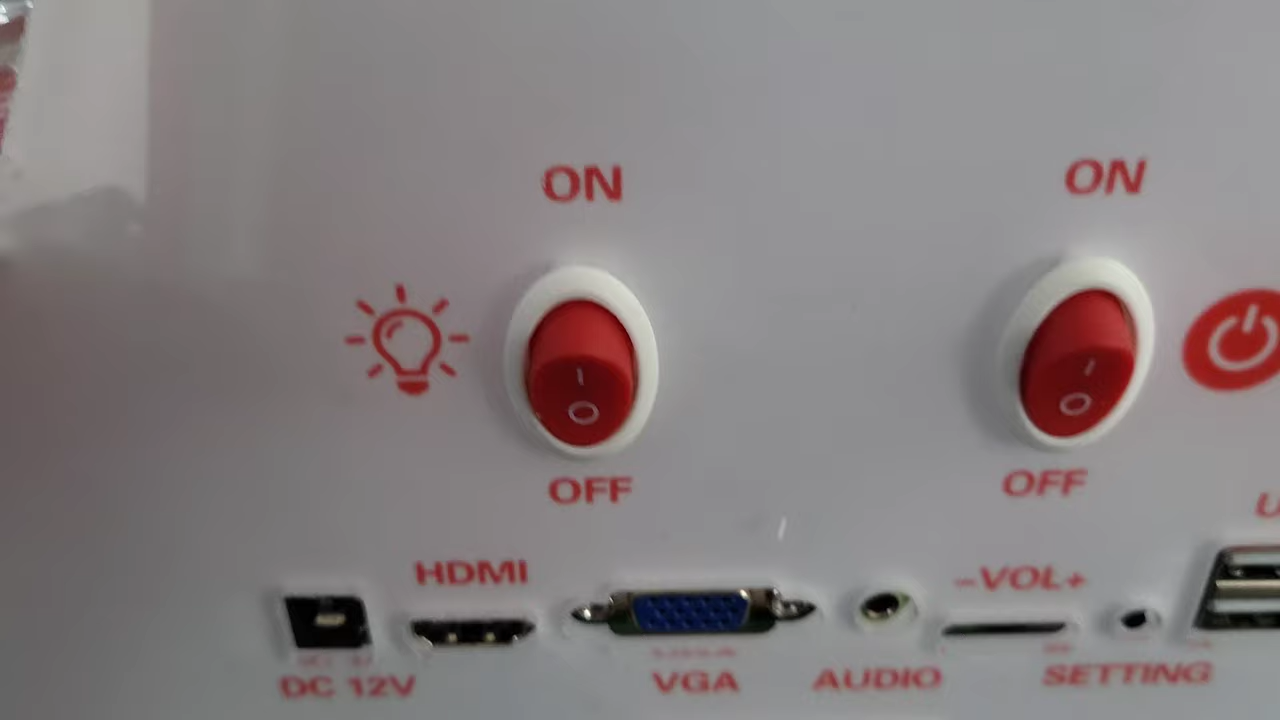 ON ON
I I
O O
OFF OFF
HDMI -VOL+
DC 12V VGA AUDIO SETTING